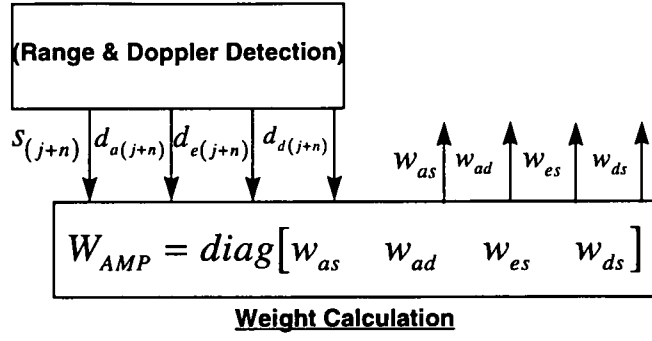 (Range & Doppler Detection)
s(j+n) da(j+n) de(j+n) dd(j+n)
was wad wes wds
WAMP = diag[was wad wes wds]
Weight Calculation